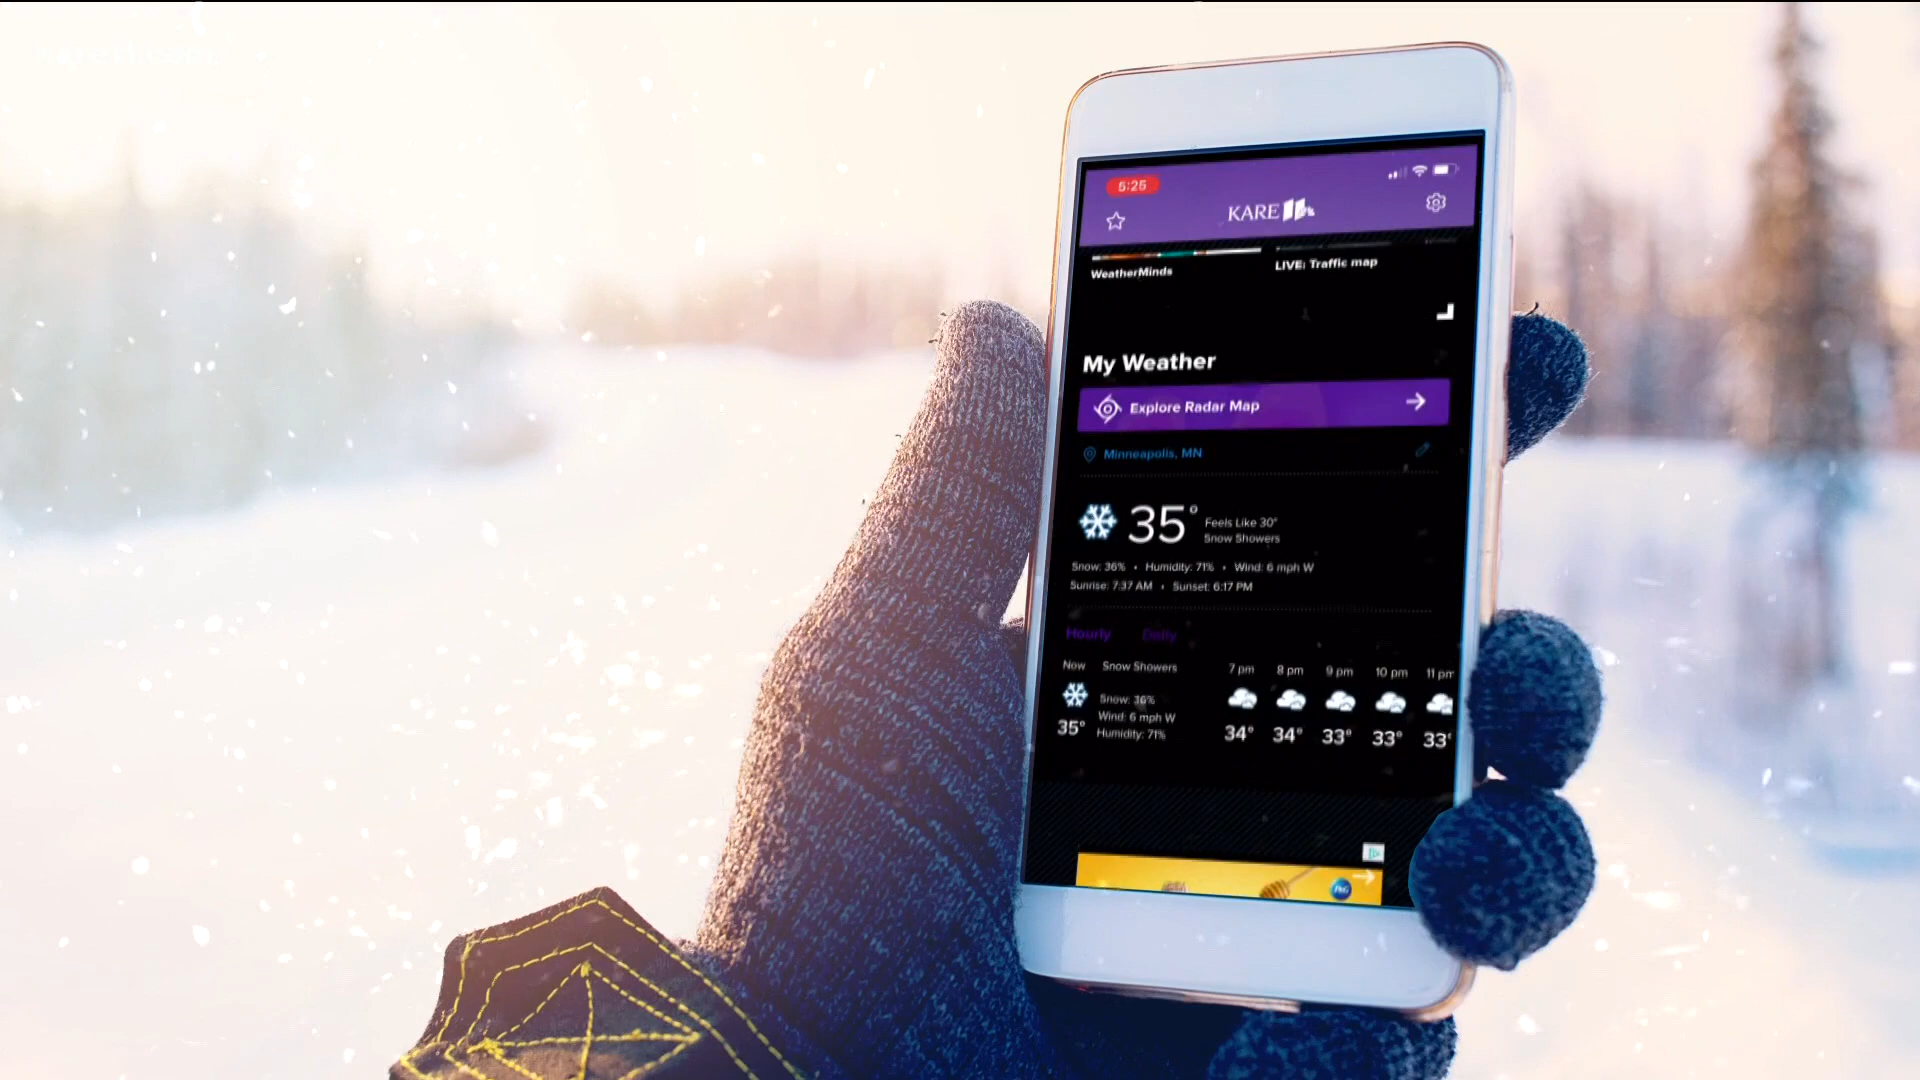 5:25
KARE 11
WeatherMinds
LIVE: Traffic map
My Weather
Explore Radar Map
Minneapolis, MN
35°
Feels Like 30°
Snow Showers
Snow: 36% • Humidity: 71% • Wind: 6 mph W
Sunrise: 7:37 AM • Sunset: 6:17 PM
Hourly Daily
Now Snow Showers 7 pm 8 pm 9 pm 10 pm 11 pm
Snow: 36%
Wind: 6 mph W
Humidity: 71%
35° 34° 34° 33° 33° 33°
P&G